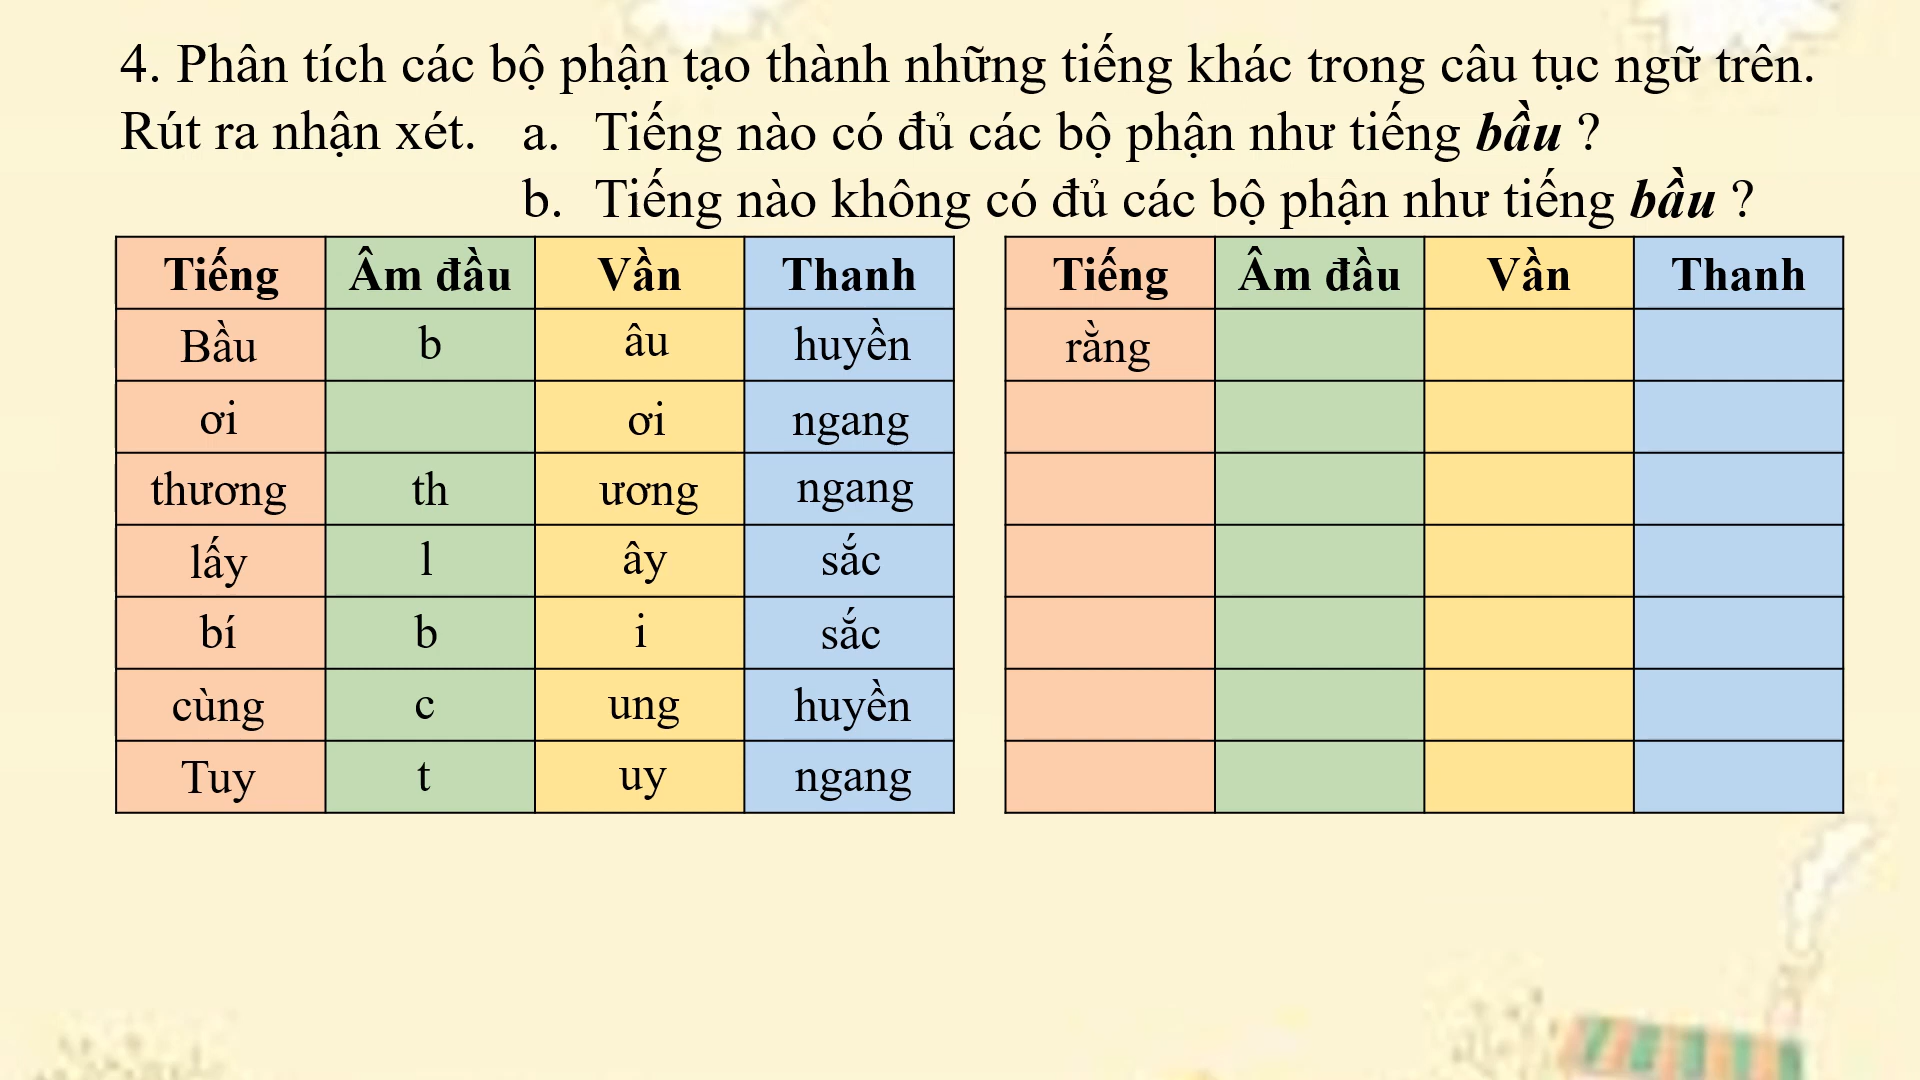 4. Phân tích các bộ phận tạo thành những tiếng khác trong câu tục ngữ trên.
Rút ra nhận xét. a. Tiếng nào có đủ các bộ phận như tiếng bầu ?
b. Tiếng nào không có đủ các bộ phận như tiếng bầu ?
Tiếng Âm đầu Vần Thanh
Bầu b âu huyền
ơi ơi ngang
thương th ương ngang
lấy l ây sắc
bí b i sắc
cùng c ung huyền
Tuy t uy ngang
Tiếng Âm đầu Vần Thanh
rằng